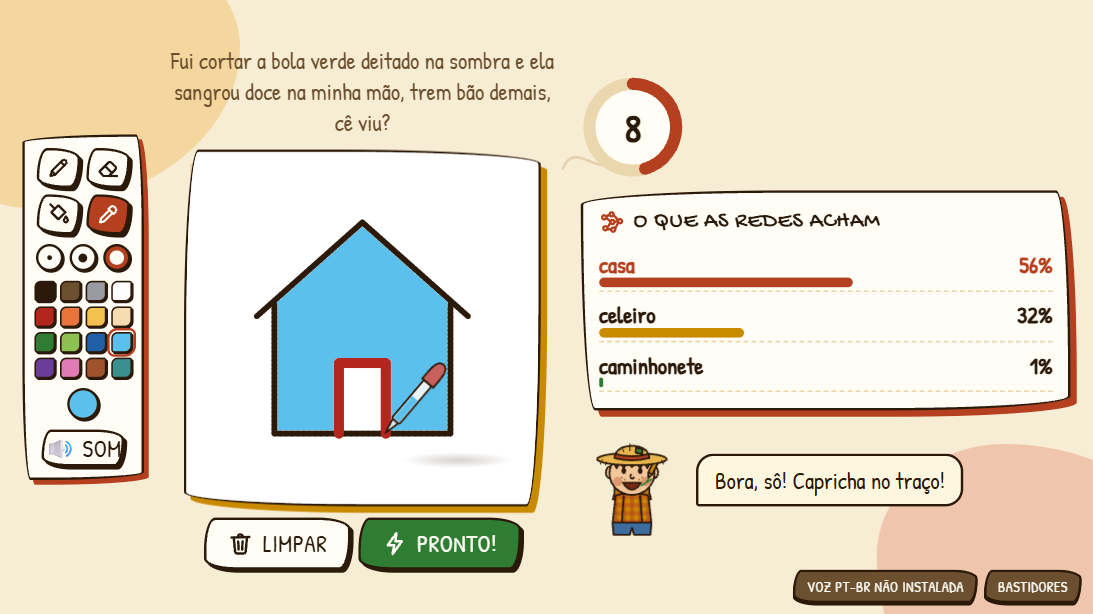 Fui cortar a bola verde deitado na sombra e ela
sangrou doce na minha mão, trem bão demais,
cê viu?
8
O QUE AS REDES ACHAM
casa 56%
celeiro 32%
caminhonete 1%
SOM
Bora, sô! Capricha no traço!
LIMPAR
PRONTO!
VOZ PT-BR NÃO INSTALADA
BASTIDORES